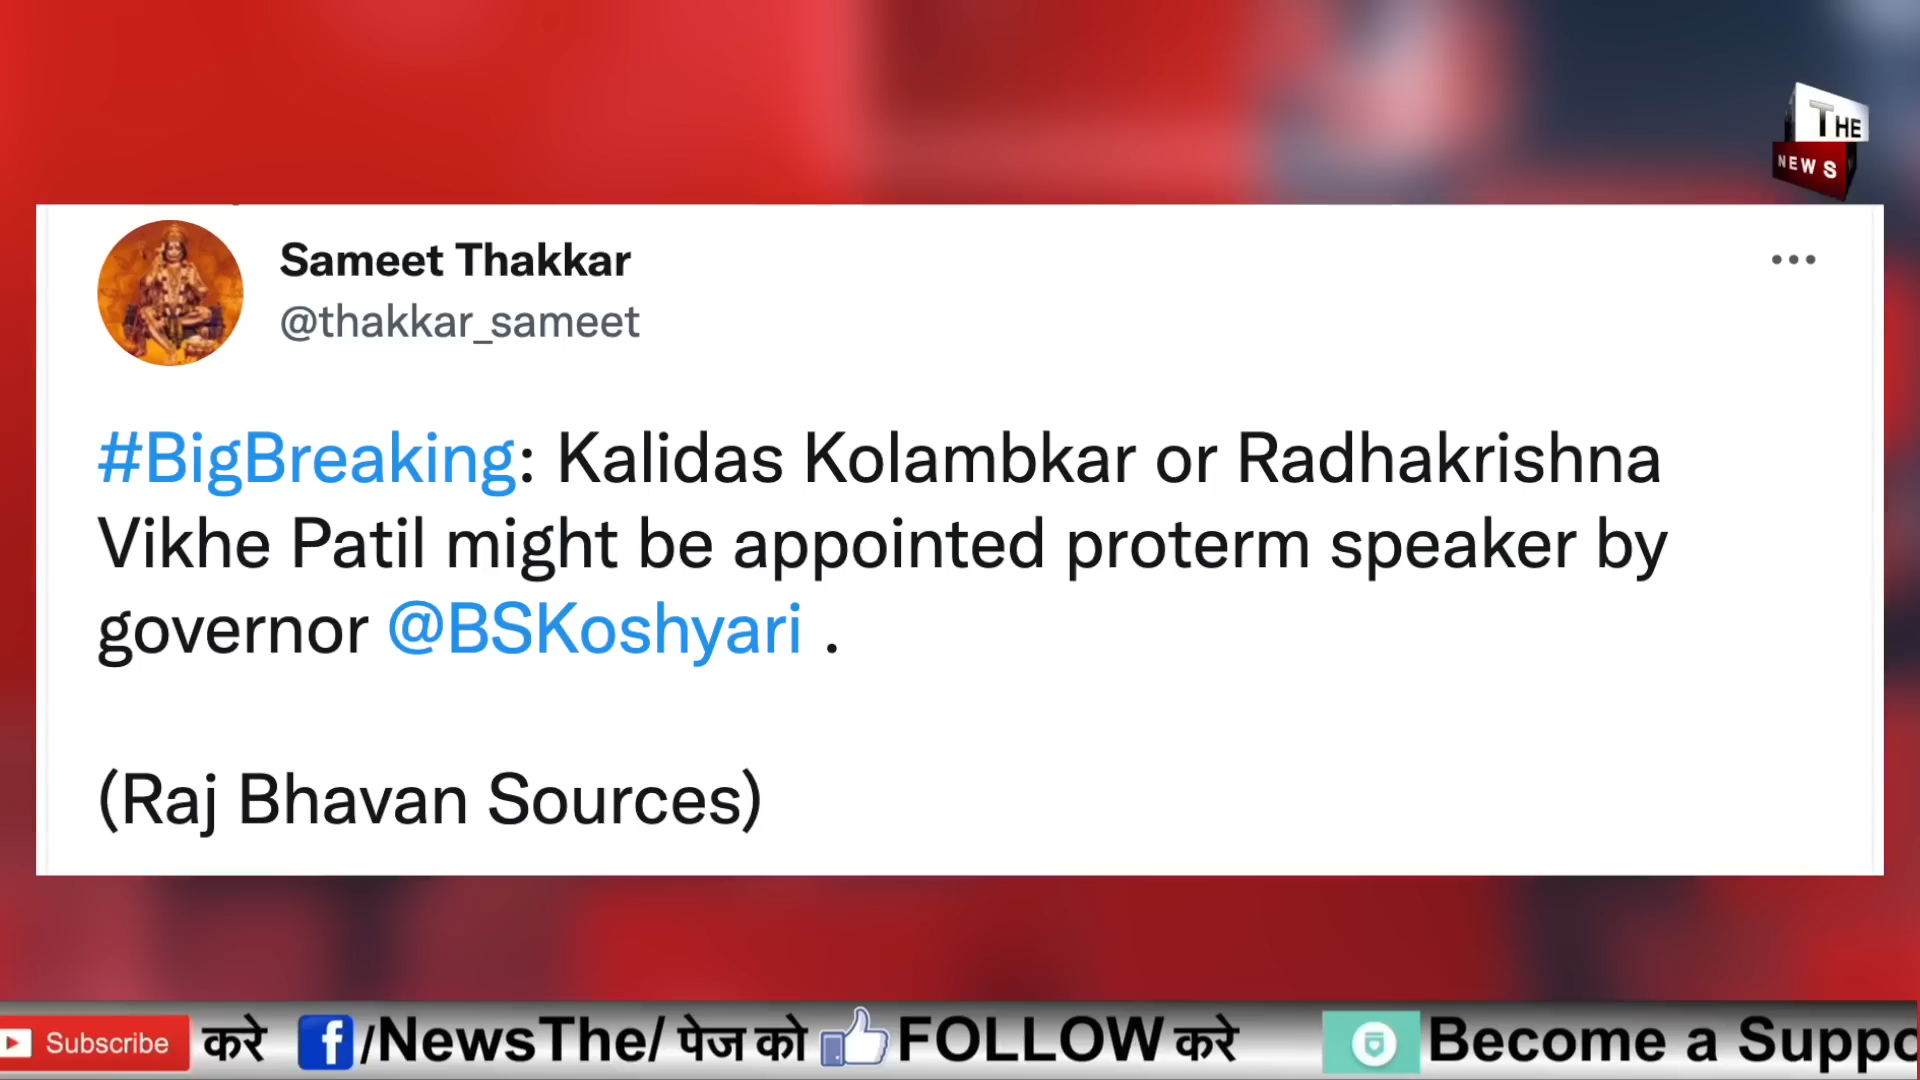 THE
NEWS
Sameet Thakkar
@thakkar_sameet
#BigBreaking: Kalidas Kolambkar or Radhakrishna
Vikhe Patil might be appointed proterm speaker by
governor @BSKoshyari .
(Raj Bhavan Sources)
Subscribe करे /NewsThe/ पेज को FOLLOW करे Become a Suppo